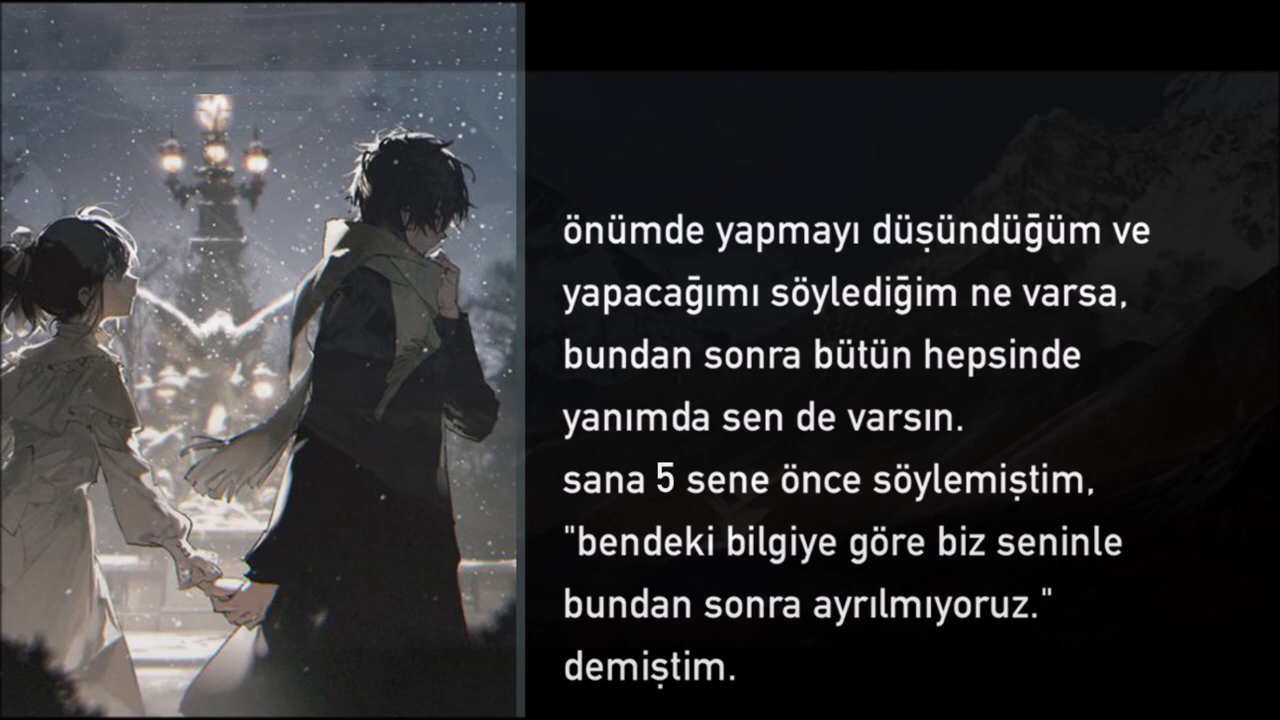 önümde yapmayı düşündüğüm ve
yapacağımı söylediğim ne varsa,
bundan sonra bütün hepsinde
yanımda sen de varsın.
sana 5 sene önce söylemiştim,
"bendeki bilgiye göre biz seninle
bundan sonra ayrılmıyoruz."
demiştim.